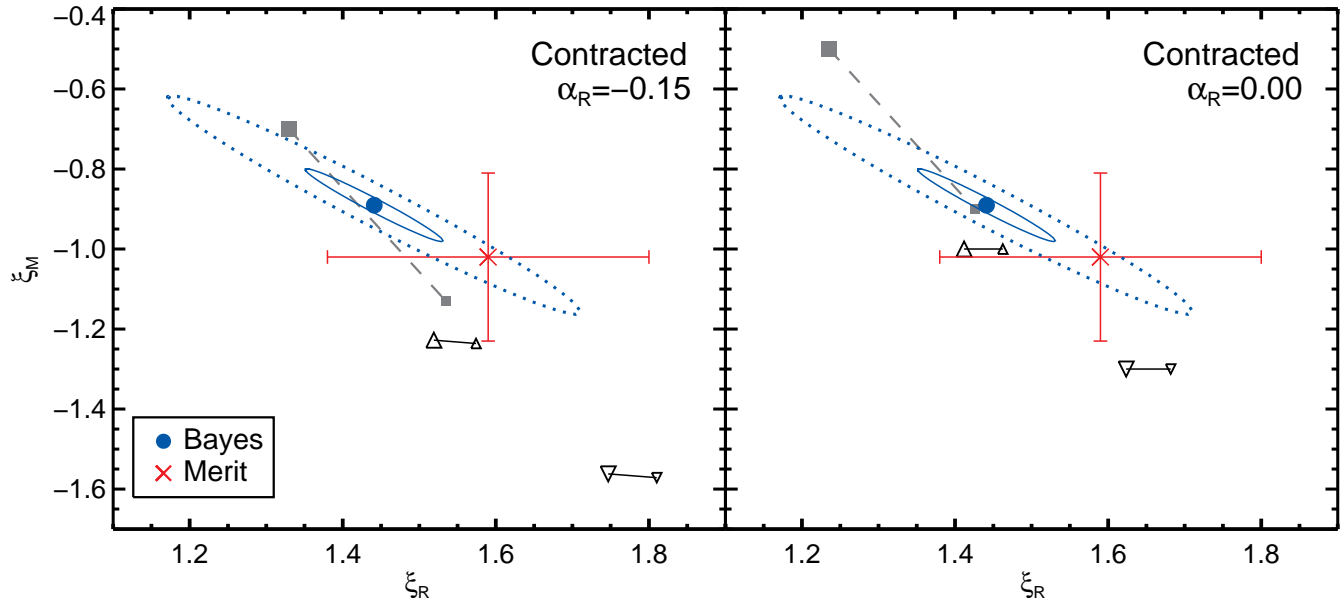 Contracted
α_R=−0.15
Contracted
α_R=0.00
−0.4
−0.6
−0.8
−1.0
−1.2
−1.4
−1.6
ξ_M
Bayes
Merit
1.2 1.4 1.6 1.8
1.2 1.4 1.6 1.8
ξ_R
ξ_R